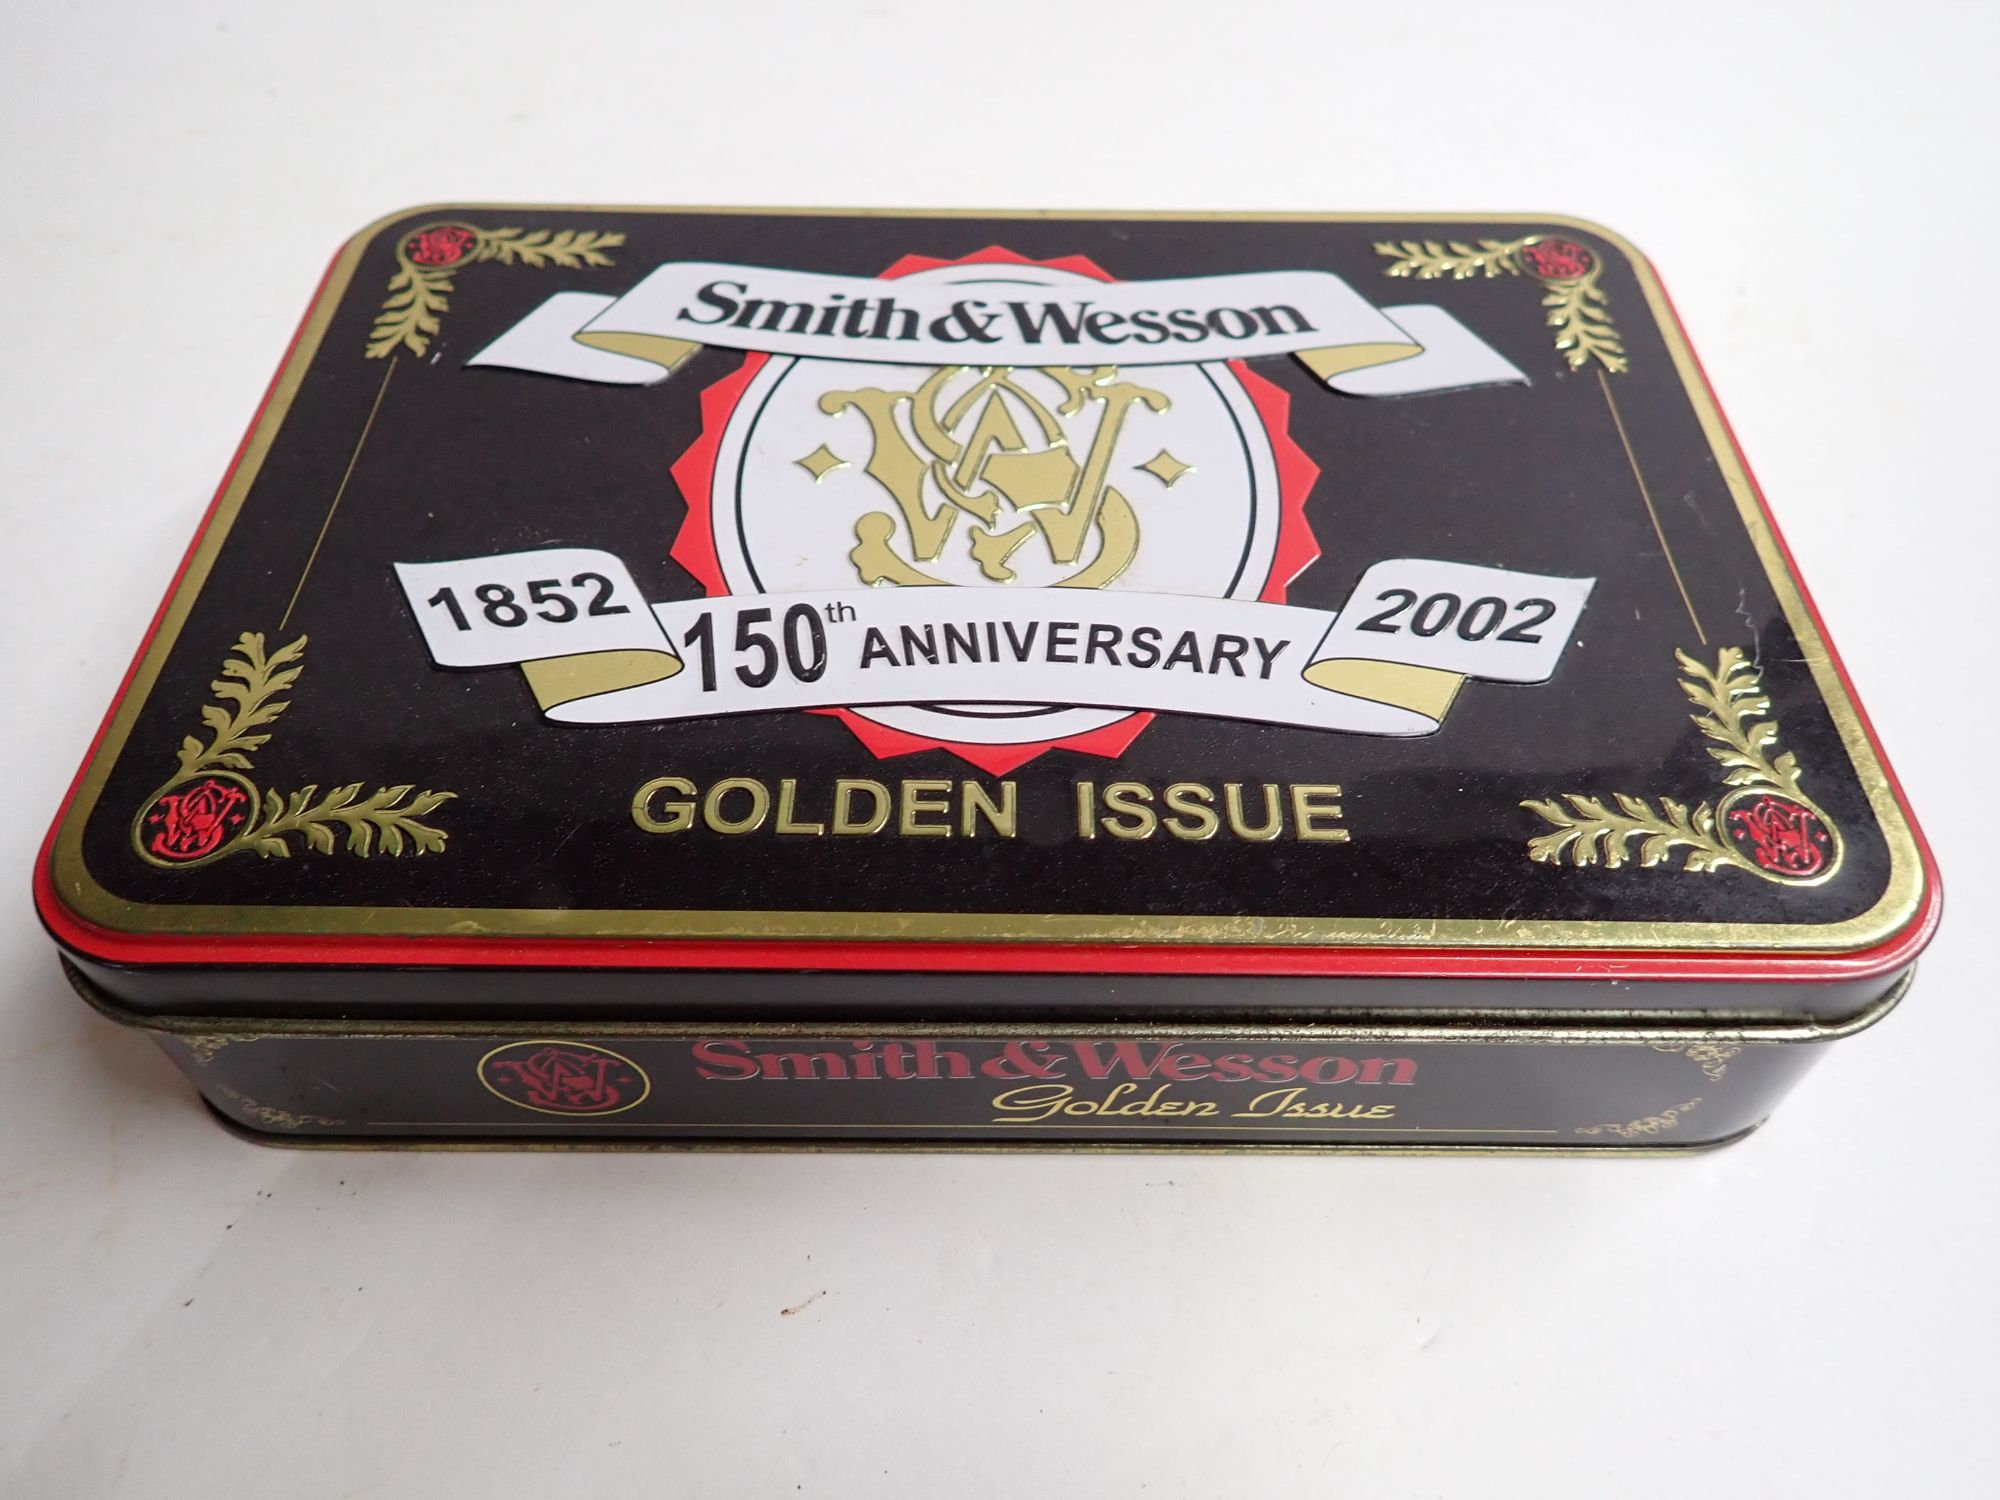 Smith & Wesson
1852 150th ANNIVERSARY 2002
GOLDEN ISSUE
Smith & Wesson
Golden Issue